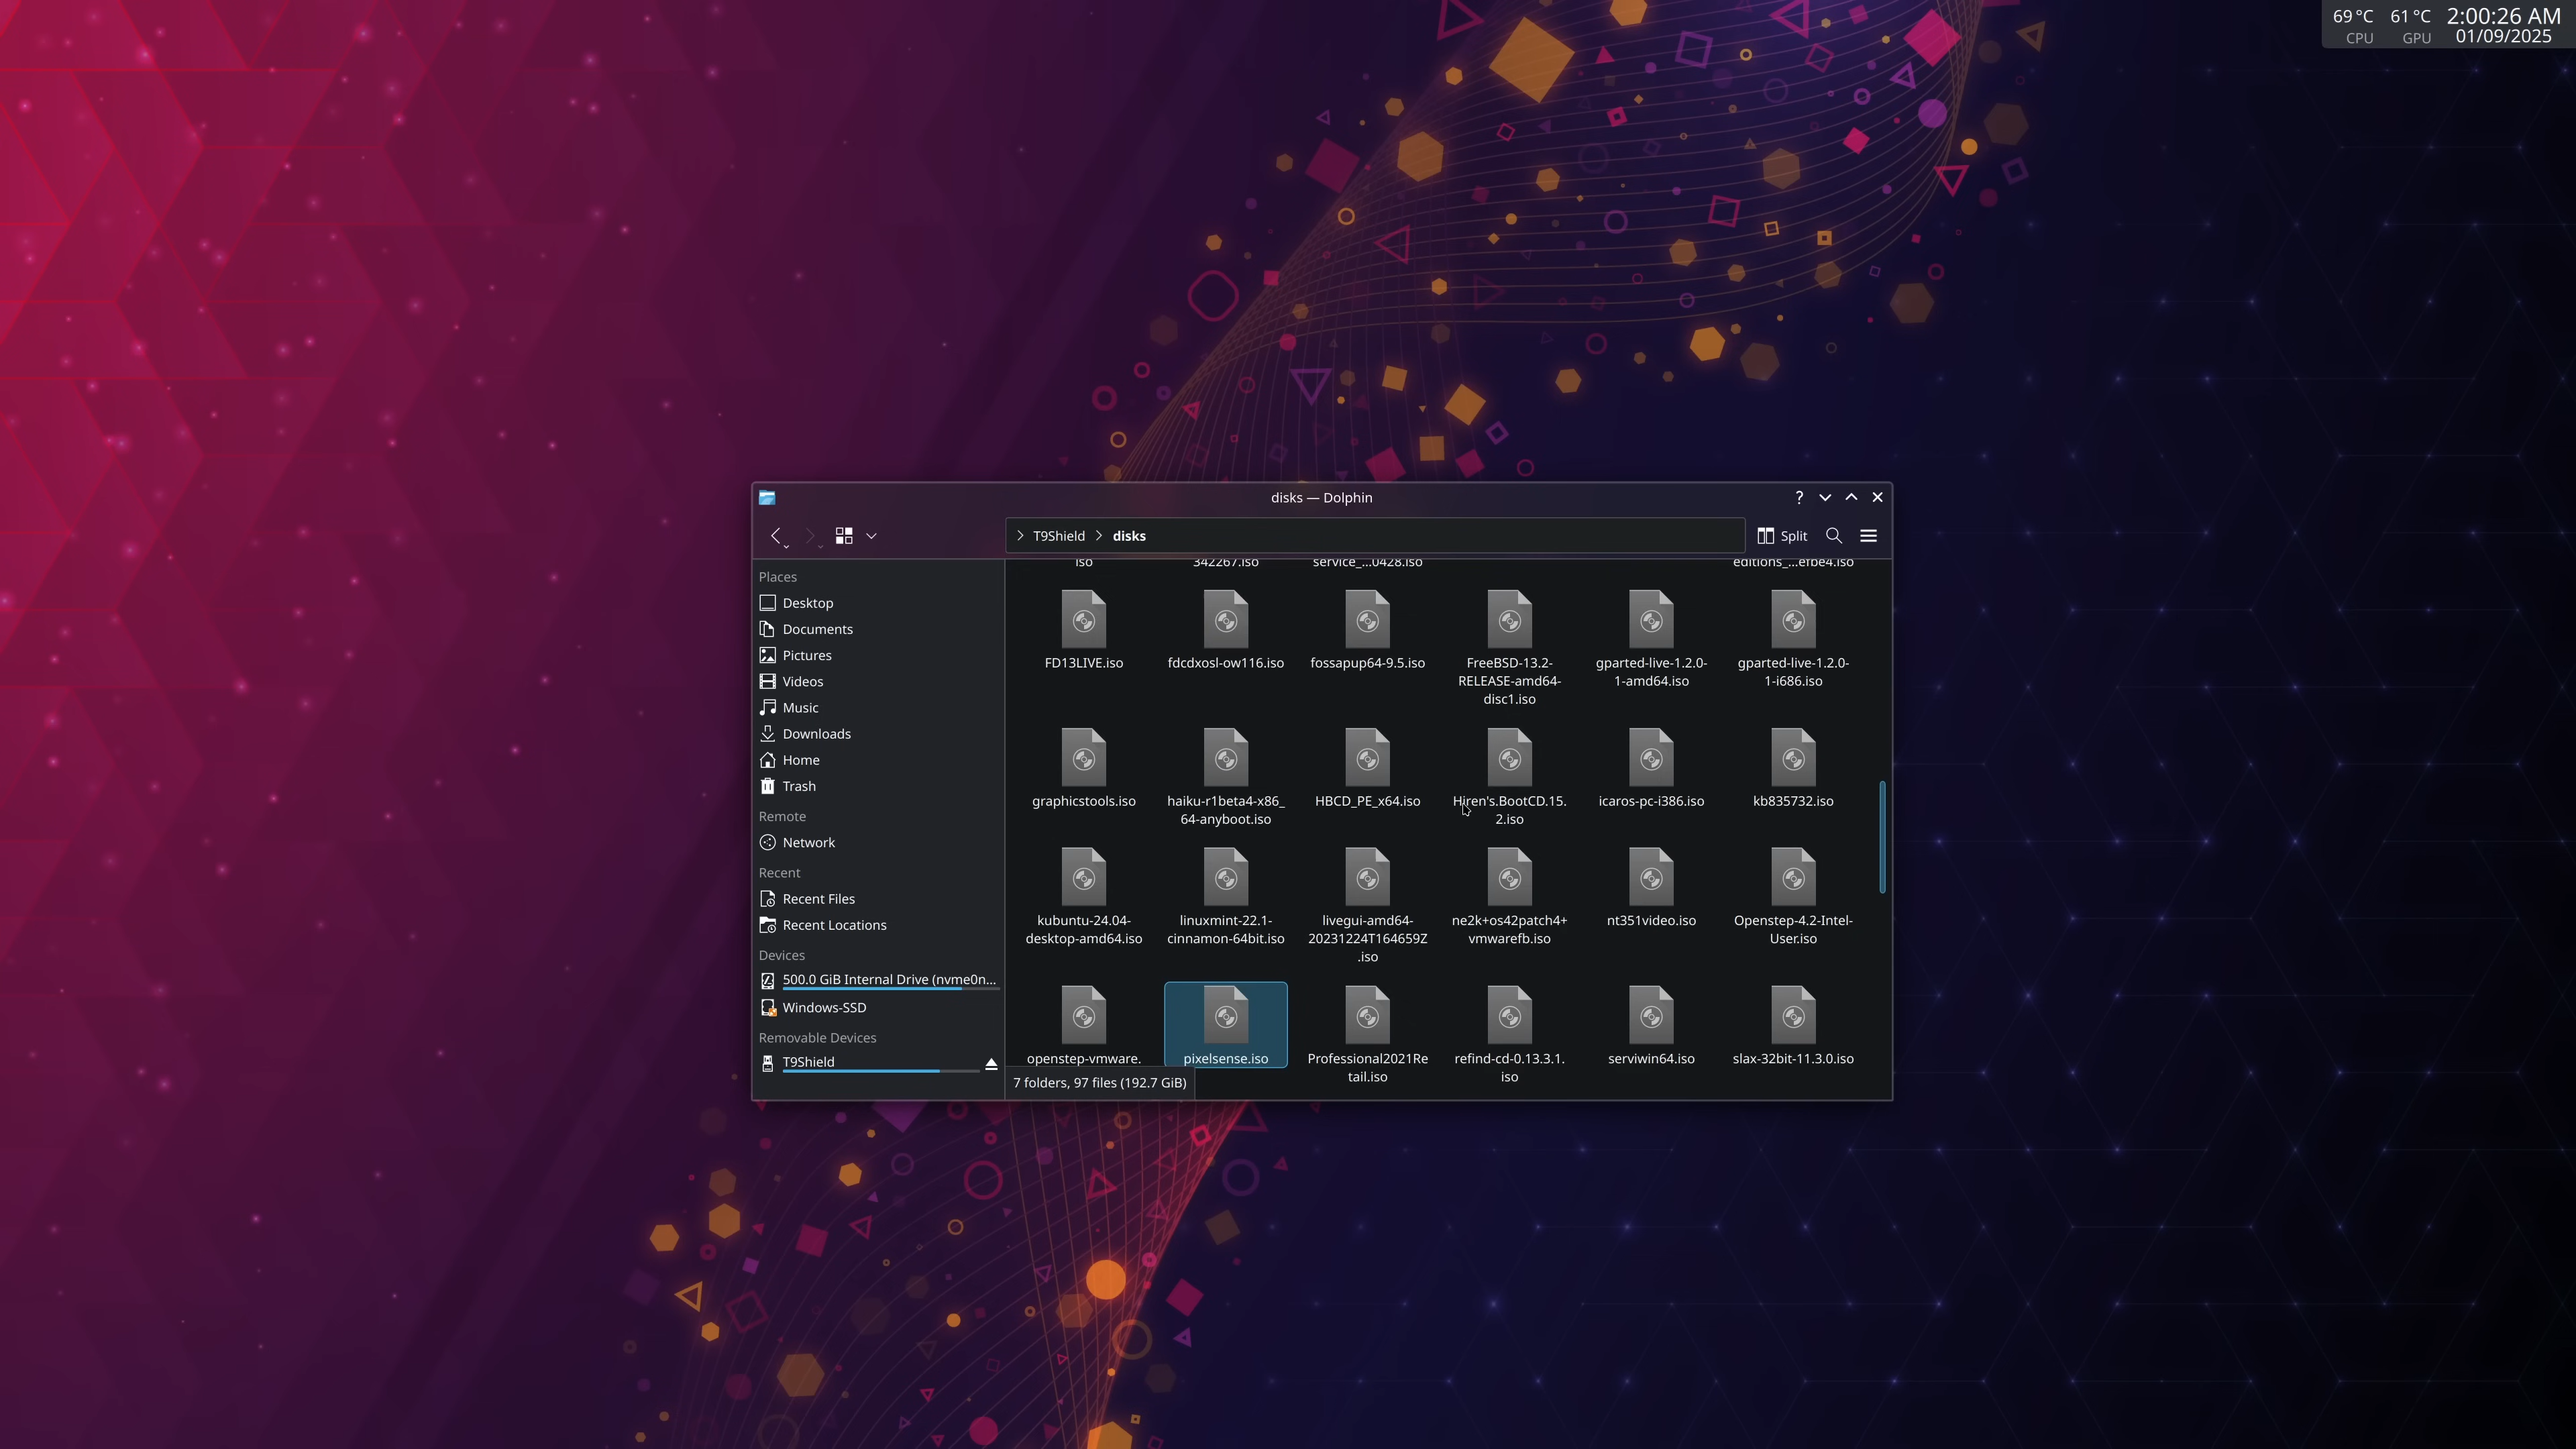 69 °C 61 °C 2:00:26 AM
CPU GPU 01/09/2025
disks — Dolphin
T9Shield disks
Split
Places
Desktop
Documents
Pictures
Videos
Music
Downloads
Home
Trash
Remote
Network
Recent
Recent Files
Recent Locations
Devices
500.0 GiB Internal Drive (nvme0n...
Windows-SSD
Removable Devices
T9Shield
iso
342267.iso
service_...0428.iso
editions_...efbe4.iso
FD13LIVE.iso
fdcdxosl-ow116.iso
fossapup64-9.5.iso
FreeBSD-13.2-
RELEASE-amd64-
disc1.iso
gparted-live-1.2.0-
1-amd64.iso
gparted-live-1.2.0-
1-i686.iso
graphicstools.iso
haiku-r1beta4-x86_
64-anyboot.iso
HBCD_PE_x64.iso
Hiren's.BootCD.15.
2.iso
icaros-pc-i386.iso
kb835732.iso
kubuntu-24.04-
desktop-amd64.iso
linuxmint-22.1-
cinnamon-64bit.iso
livegui-amd64-
20231224T164659Z
.iso
ne2k+os42patch4+
vmwarefb.iso
nt351video.iso
Openstep-4.2-Intel-
User.iso
openstep-vmware.
pixelsense.iso
Professional2021Re
tail.iso
refind-cd-0.13.3.1.
iso
serviwin64.iso
slax-32bit-11.3.0.iso
7 folders, 97 files (192.7 GiB)